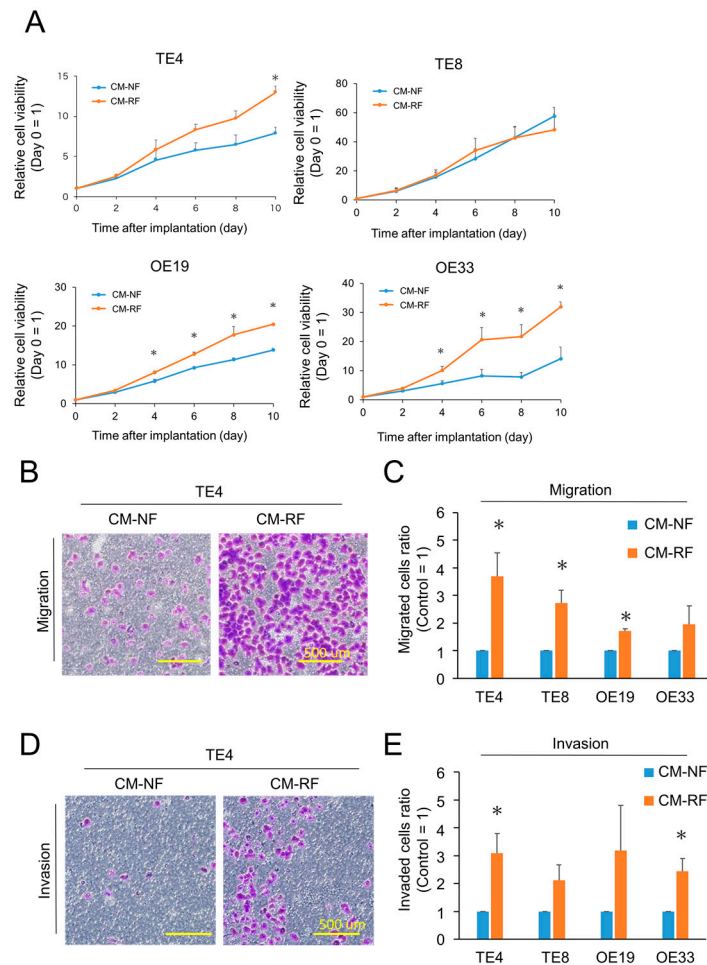 A
TE4
CM-NF
CM-RF
Relative cell viability
(Day 0 = 1)
15
10
5
0
*
0 2 4 6 8 10
Time after implantation (day)
TE8
CM-NF
CM-RF
Relative cell viability
(Day 0 = 1)
80
60
40
20
0
0 2 4 6 8 10
Time after implantation (day)
OE19
CM-NF
CM-RF
Relative cell viability
(Day 0 = 1)
30
20
10
0
* * * *
0 2 4 6 8 10
Time after implantation (day)
OE33
CM-NF
CM-RF
Relative cell viability
(Day 0 = 1)
40
30
20
10
0
* * * *
0 2 4 6 8 10
Time after implantation (day)
B
TE4
CM-NF CM-RF
Migration
500 um
C
Migration
CM-NF
CM-RF
Migrated cells ratio
(Control = 1)
6
5
4
3
2
1
0
* * *
TE4 TE8 OE19 OE33
D
TE4
CM-NF CM-RF
Invasion
500 um
E
Invasion
CM-NF
CM-RF
Invaded cells ratio
(Control = 1)
6
5
4
3
2
1
0
* *
TE4 TE8 OE19 OE33